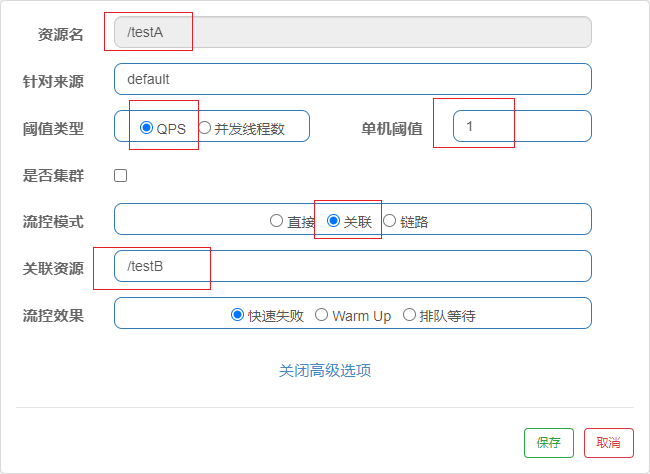 资源名 /testA
针对来源 default
阈值类型 QPS 并发线程数 单机阈值 1
是否集群
流控模式 直接 关联 链路
关联资源 /testB
流控效果 快速失败 Warm Up 排队等待
关闭高级选项
保存 取消